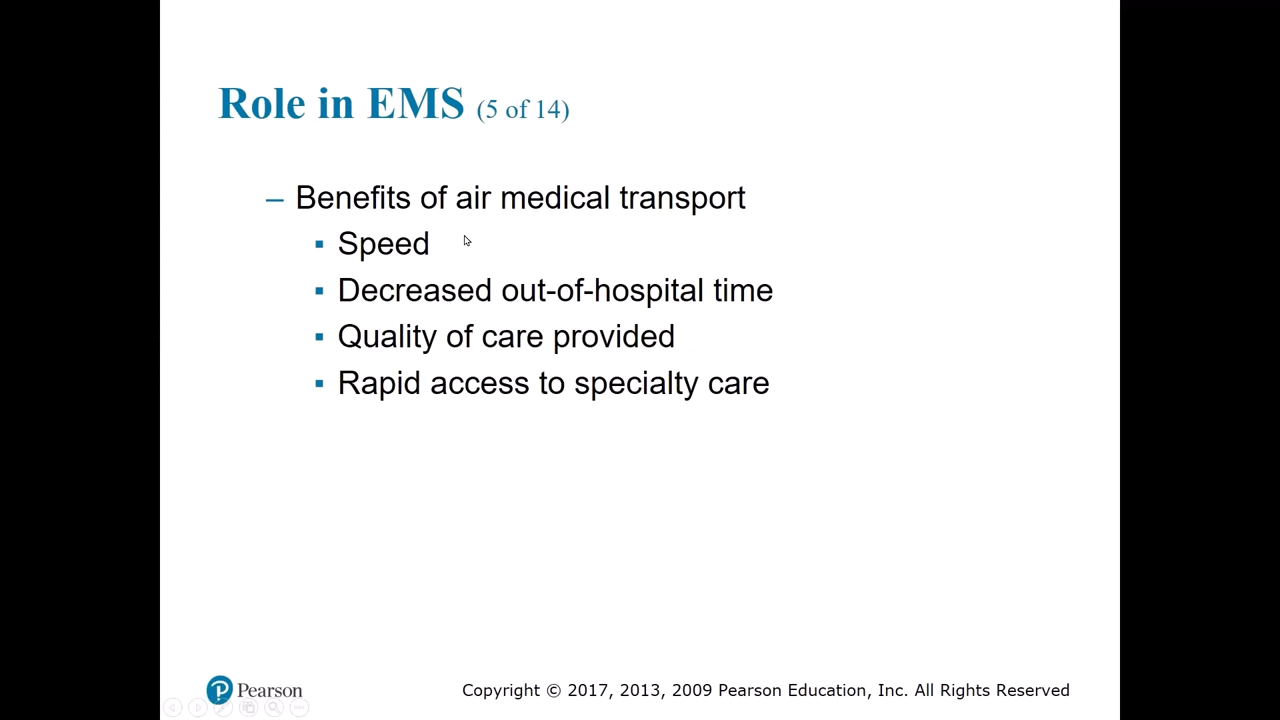 Role in EMS (5 of 14)
– Benefits of air medical transport
▪ Speed
▪ Decreased out-of-hospital time
▪ Quality of care provided
▪ Rapid access to specialty care
Pearson
Copyright © 2017, 2013, 2009 Pearson Education, Inc. All Rights Reserved